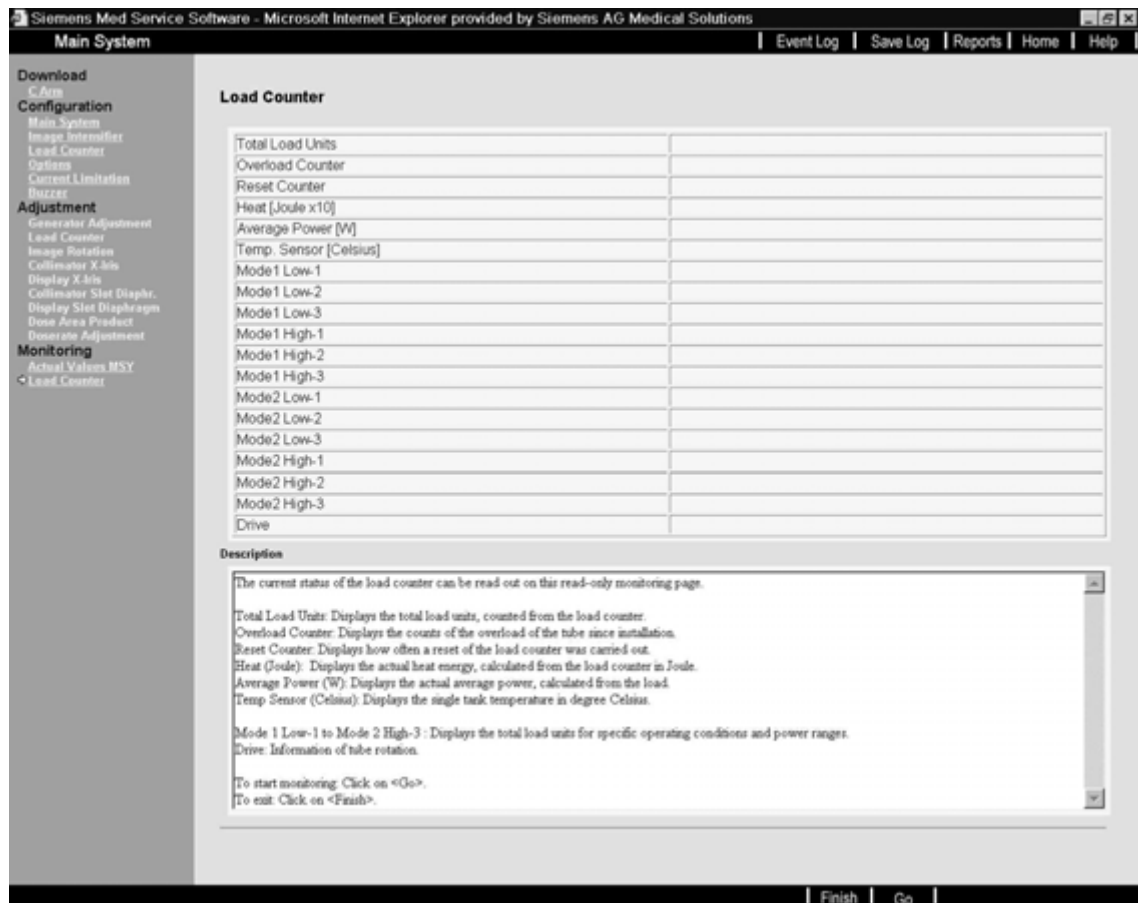 Siemens Med Service Software - Microsoft Internet Explorer provided by Siemens AG Medical Solutions
Main System
Event Log
Save Log
Reports
Home
Help
Download
C Arm
Configuration
Main System
Image Intensifier
Load Counter
Options
Current Limitation
Buzzer
Adjustment
Generator Adjustment
Load Counter
Image Rotation
Collimator X-Iris
Display X-Iris
Collimator Slot Diaphr.
Display Slot Diaphragm
Dose Area Product
Doserate Adjustment
Monitoring
Actual Values MSY
Load Counter
Load Counter
Total Load Units
Overload Counter
Reset Counter
Heat [Joule x10]
Average Power [W]
Temp. Sensor [Celsius]
Mode1 Low-1
Mode1 Low-2
Mode1 Low-3
Mode1 High-1
Mode1 High-2
Mode1 High-3
Mode2 Low-1
Mode2 Low-2
Mode2 Low-3
Mode2 High-1
Mode2 High-2
Mode2 High-3
Drive
Description
The current status of the load counter can be read out on this read-only monitoring page.
Total Load Units: Displays the total load units, counted from the load counter.
Overload Counter: Displays the counts of the overload of the tube since installation.
Reset Counter: Displays how often a reset of the load counter was carried out.
Heat (Joule): Displays the actual heat energy, calculated from the load counter in Joule.
Average Power (W): Displays the actual average power, calculated from the load.
Temp Sensor (Celsius): Displays the single tank temperature in degree Celsius.
Mode 1 Low-1 to Mode 2 High-3 : Displays the total load units for specific operating conditions and power ranges.
Drive: Information of tube rotation.
To start monitoring: Click on <Go>.
To exit: Click on <Finish>.
Finish
Go